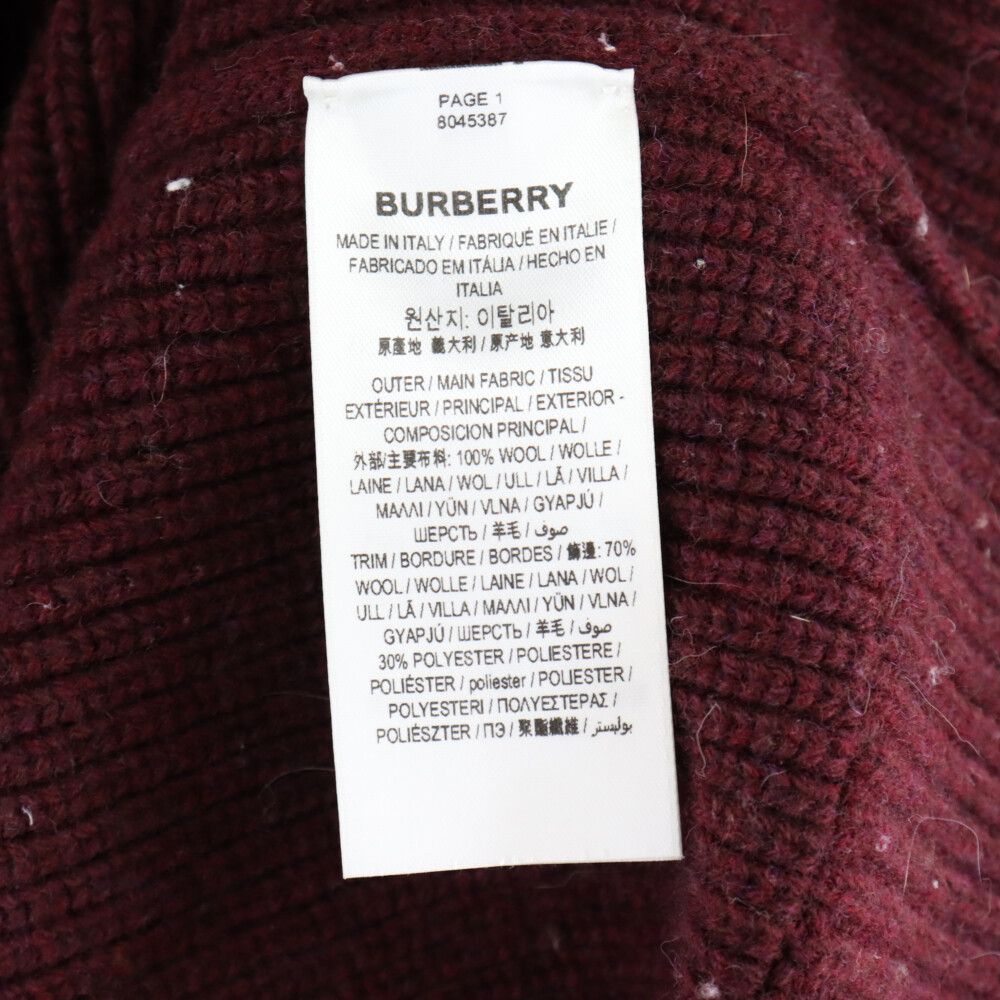 PAGE 1
8045387
BURBERRY
MADE IN ITALY / FABRIQUÉ EN ITALIE /
FABRICADO EM ITÁLIA / HECHO EN
ITALIA
원산지: 이탈리아
原產地 義大利 / 原产地 意大利
OUTER / MAIN FABRIC / TISSU
EXTÉRIEUR / PRINCIPAL / EXTERIOR -
COMPOSICION PRINCIPAL /
外部/主要布料: 100% WOOL / WOLLE /
LAINE / LANA / WOL / ULL / LÃ / VILLA /
ΜΑΛΛΙ / YÜN / VLNA / GYAPJÚ /
ШЕРСТЬ / 羊毛 / صوف
TRIM / BORDURE / BORDES / 飾邊: 70%
WOOL / WOLLE / LAINE / LANA / WOL /
ULL / LÃ / VILLA / ΜΑΛΛΙ / YÜN / VLNA /
GYAPJÚ / ШЕРСТЬ / 羊毛 / صوف /
30% POLYESTER / POLIESTERE /
POLIÉSTER / poliester / POLIESTER /
POLYESTERI / ΠΟΛΥΕΣΤΕΡΑΣ /
POLIÉSZTER / ПЭ / 聚酯纖維 / بوليستر